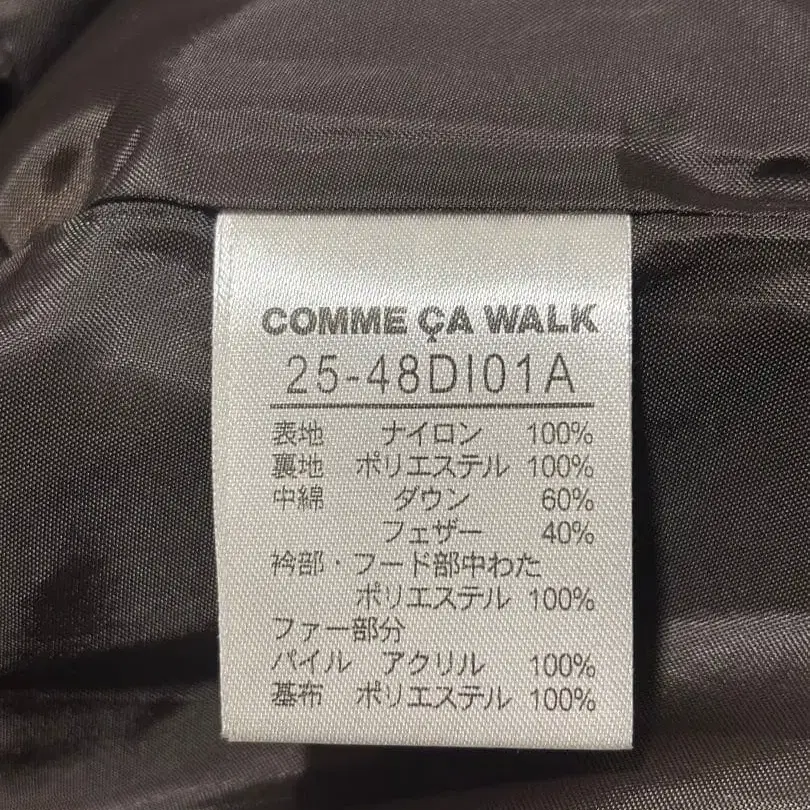 COMME ÇA WALK
25-48DI01A
表地 ナイロン 100%
裏地 ポリエステル 100%
中綿 ダウン 60%
フェザー 40%
衿部・フード部中わた
ポリエステル 100%
ファー部分
パイル アクリル 100%
基布 ポリエステル 100%